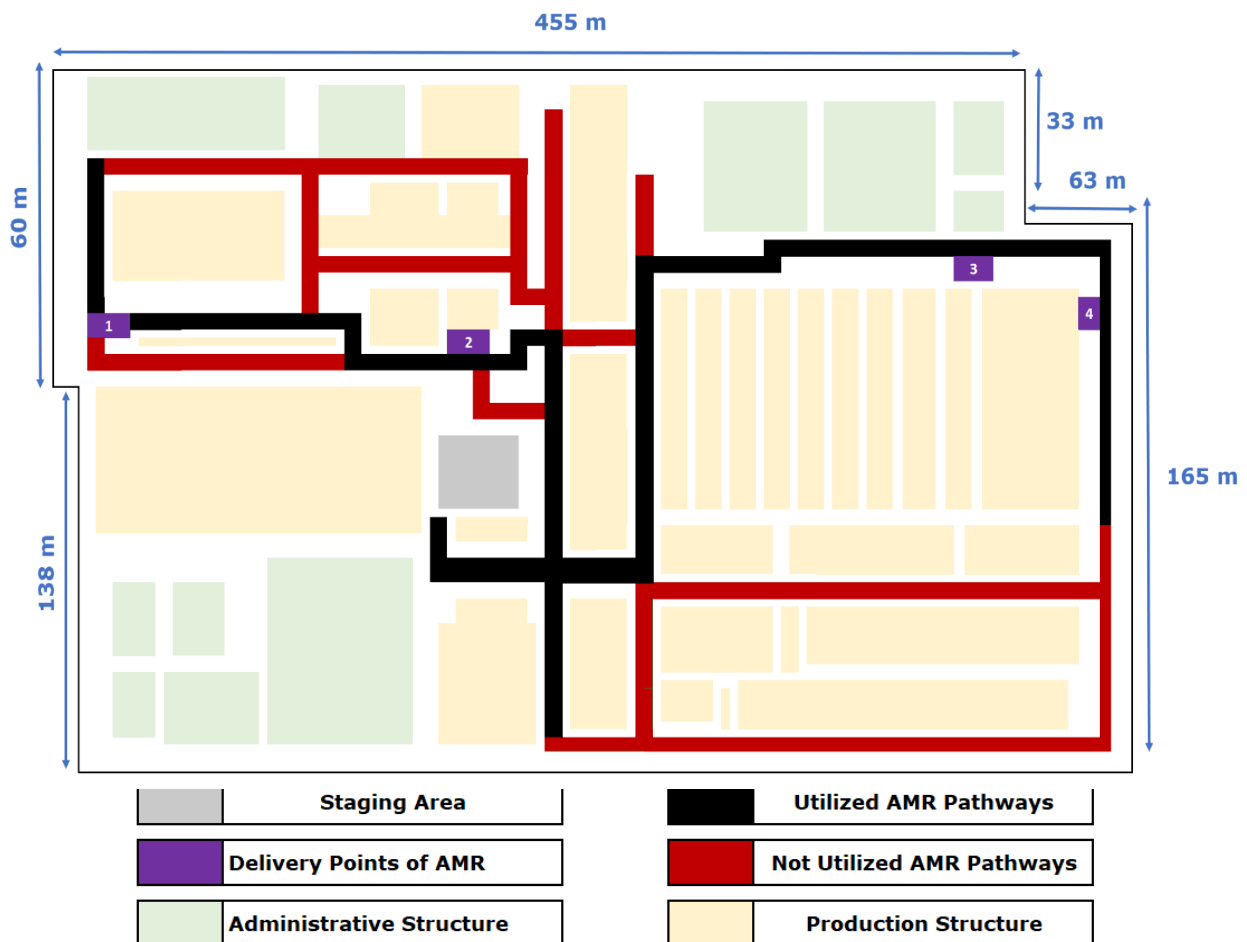 455 m
33 m
63 m
60 m
3
4
1
2
165 m
138 m
Staging Area
Utilized AMR Pathways
Delivery Points of AMR
Not Utilized AMR Pathways
Administrative Structure
Production Structure